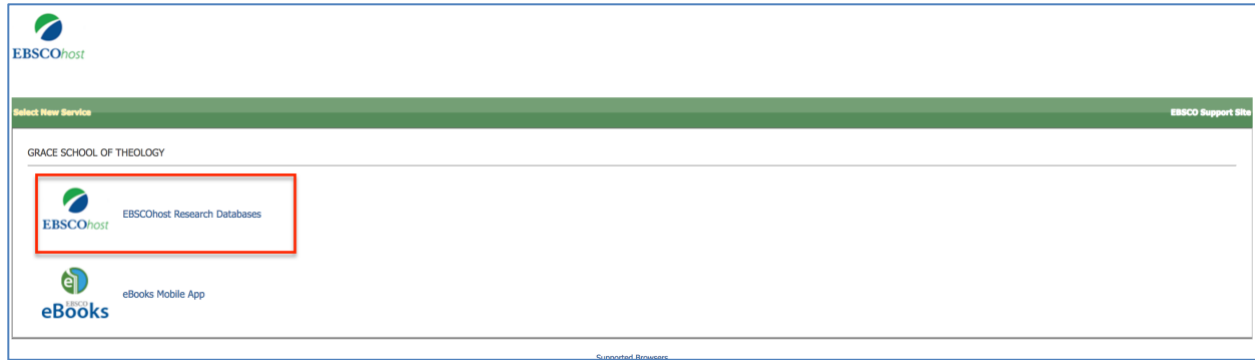 EBSCOhost
Select New Service EBSCO Support Site
GRACE SCHOOL OF THEOLOGY
EBSCOhost EBSCOhost Research Databases
EBSCO eBooks eBooks Mobile App
Supported Browsers